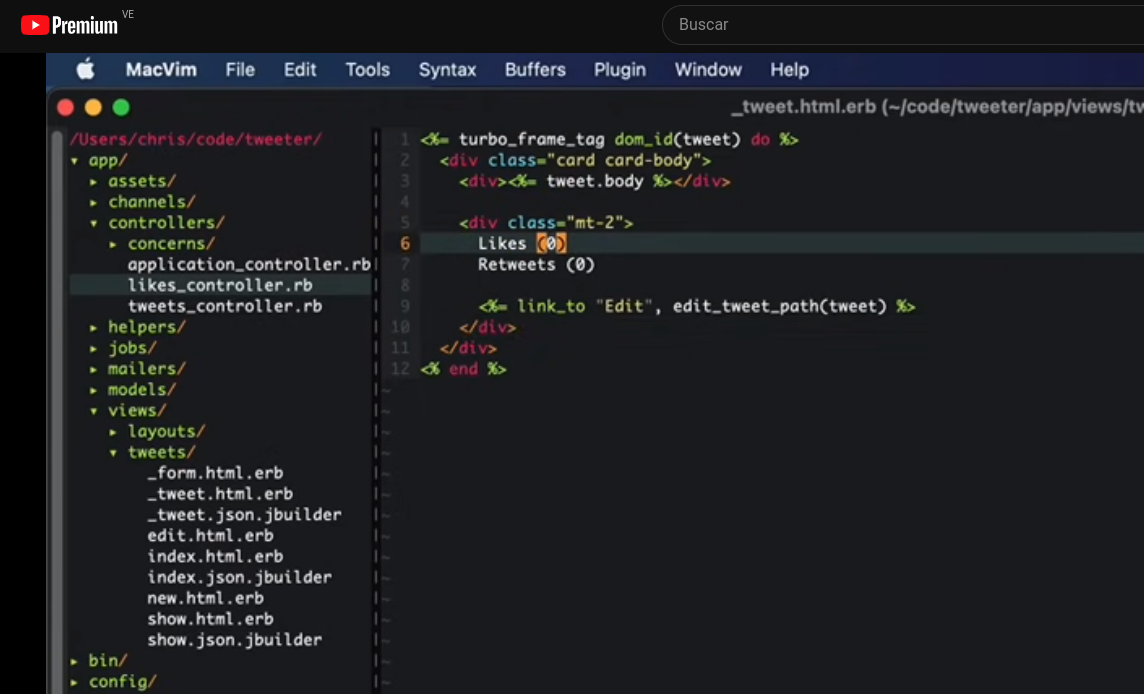 Premium VE
Buscar
MacVim File Edit Tools Syntax Buffers Plugin Window Help
_tweet.html.erb (~/code/tweeter/app/views/tw
/Users/chris/code/tweeter/
▾ app/
▸ assets/
▸ channels/
▾ controllers/
▸ concerns/
application_controller.rb
likes_controller.rb
tweets_controller.rb
▸ helpers/
▸ jobs/
▸ mailers/
▸ models/
▾ views/
▸ layouts/
▾ tweets/
_form.html.erb
_tweet.html.erb
_tweet.json.jbuilder
edit.html.erb
index.html.erb
index.json.jbuilder
new.html.erb
show.html.erb
show.json.jbuilder
▸ bin/
▸ config/
1 <%= turbo_frame_tag dom_id(tweet) do %>
2 <div class="card card-body">
3 <div><%= tweet.body %></div>
4
5 <div class="mt-2">
6 Likes (0)
7 Retweets (0)
8
9 <%= link_to "Edit", edit_tweet_path(tweet) %>
10 </div>
11 </div>
12 <% end %>